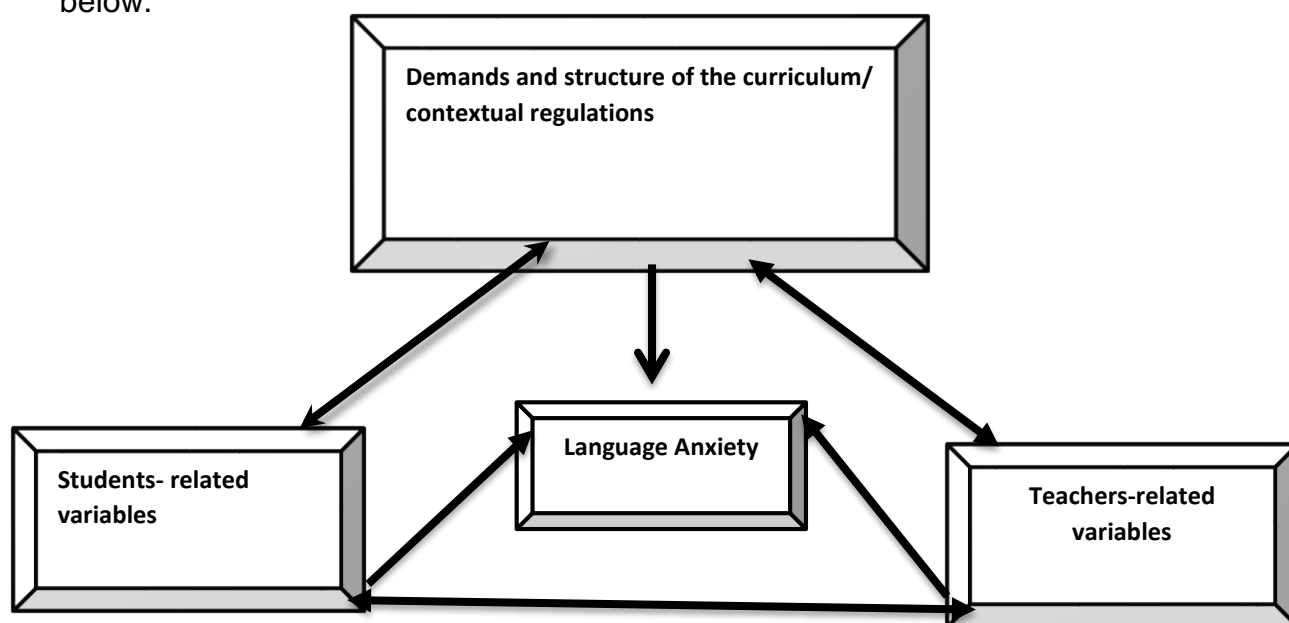 below.
Demands and structure of the curriculum/
contextual regulations
Language Anxiety
Students- related
variables
Teachers-related
variables